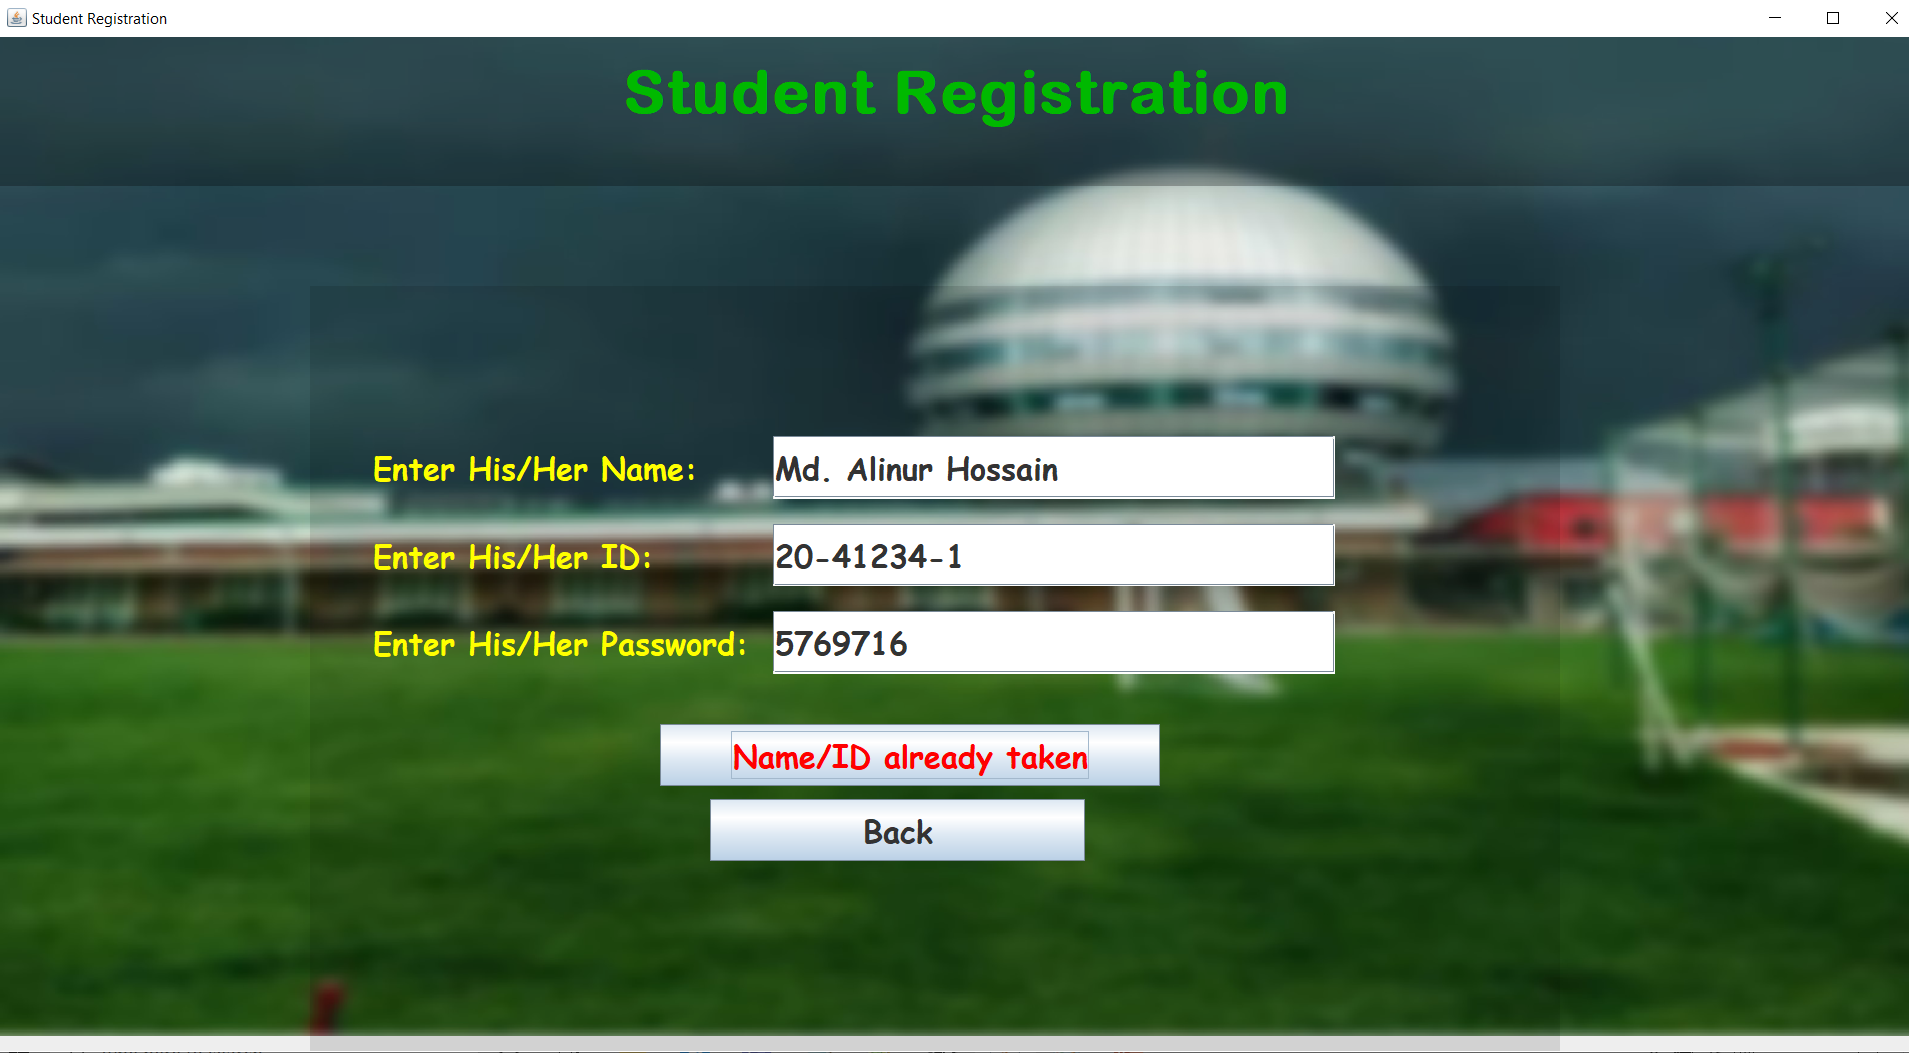 Student Registration
Student Registration
Enter His/Her Name: Md. Alinur Hossain
Enter His/Her ID: 20-41234-1
Enter His/Her Password: 5769716
Name/ID already taken
Back